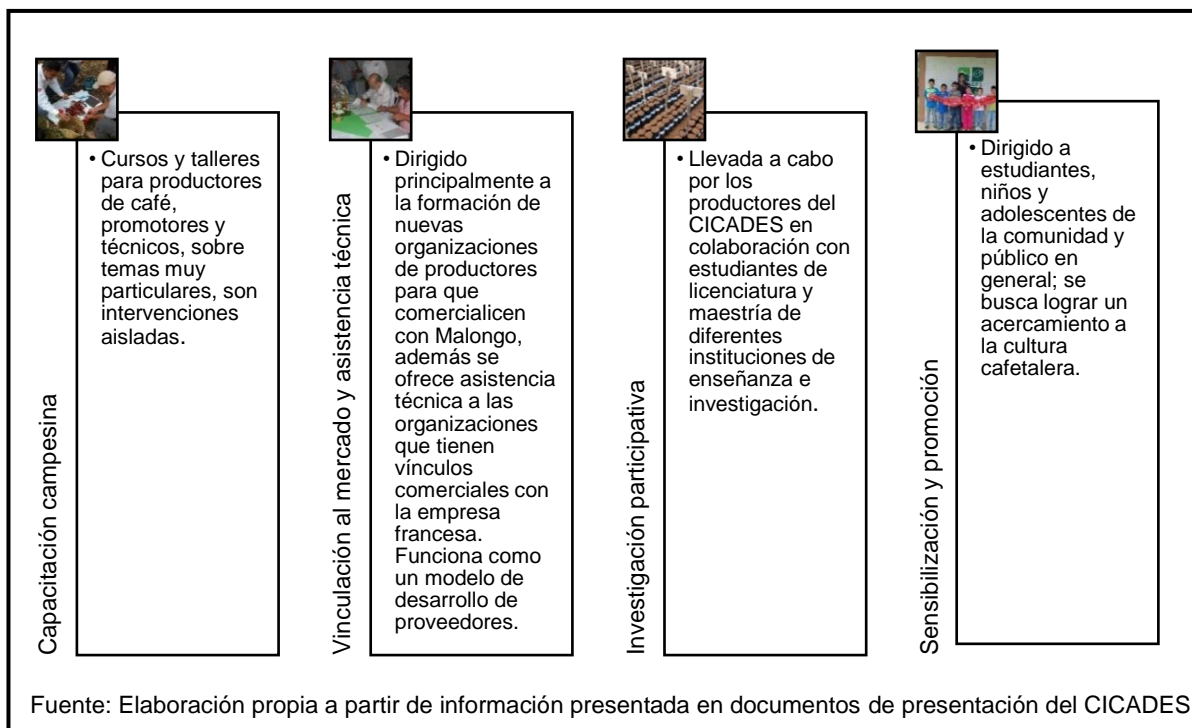 Capacitación campesina
• Cursos y talleres
para productores
de café,
promotores y
técnicos, sobre
temas muy
particulares, son
intervenciones
aisladas.
Vinculación al mercado y asistencia técnica
• Dirigido
principalmente a
la formación de
nuevas
organizaciones
de productores
para que
comercialicen
con Malongo,
además se
ofrece asistencia
técnica a las
organizaciones
que tienen
vínculos
comerciales con
la empresa
francesa.
Funciona como
un modelo de
desarrollo de
proveedores.
Investigación participativa
• Llevada a cabo
por los
productores del
CICADES en
colaboración con
estudiantes de
licenciatura y
maestría de
diferentes
instituciones de
enseñanza e
investigación.
Sensibilización y promoción
• Dirigido a
estudiantes,
niños y
adolescentes de
la comunidad y
público en
general; se
busca lograr un
acercamiento a
la cultura
cafetalera.
Fuente: Elaboración propia a partir de información presentada en documentos de presentación del CICADES